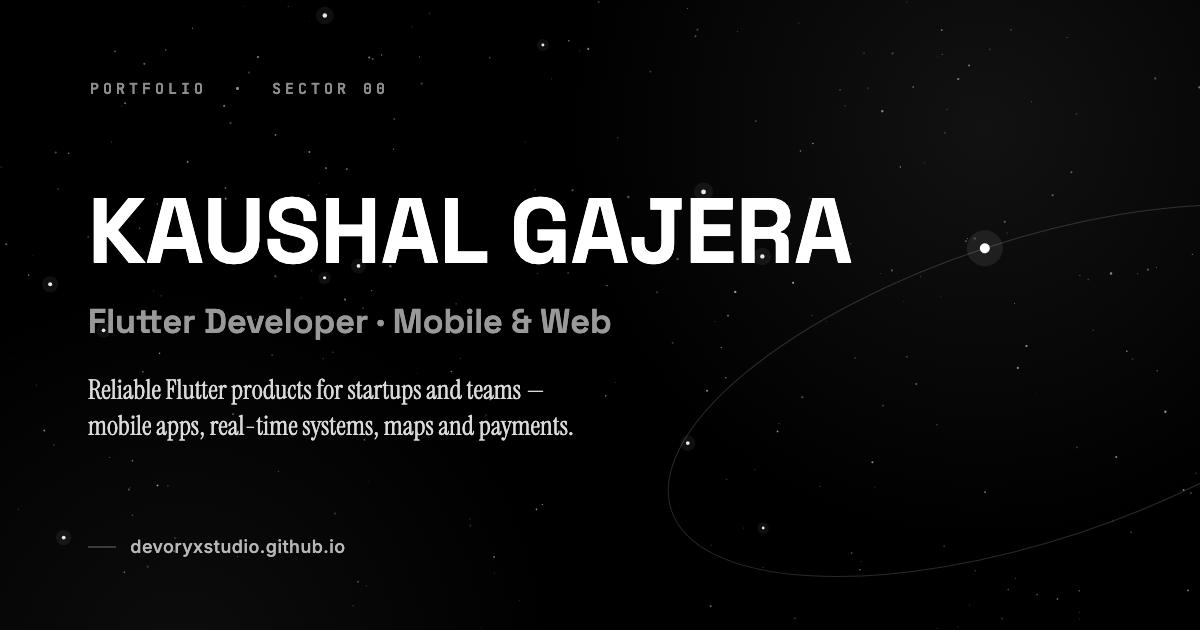 PORTFOLIO · SECTOR 00
KAUSHAL GAJERA
Flutter Developer · Mobile & Web
Reliable Flutter products for startups and teams —
mobile apps, real-time systems, maps and payments.
devoryxstudio.github.io